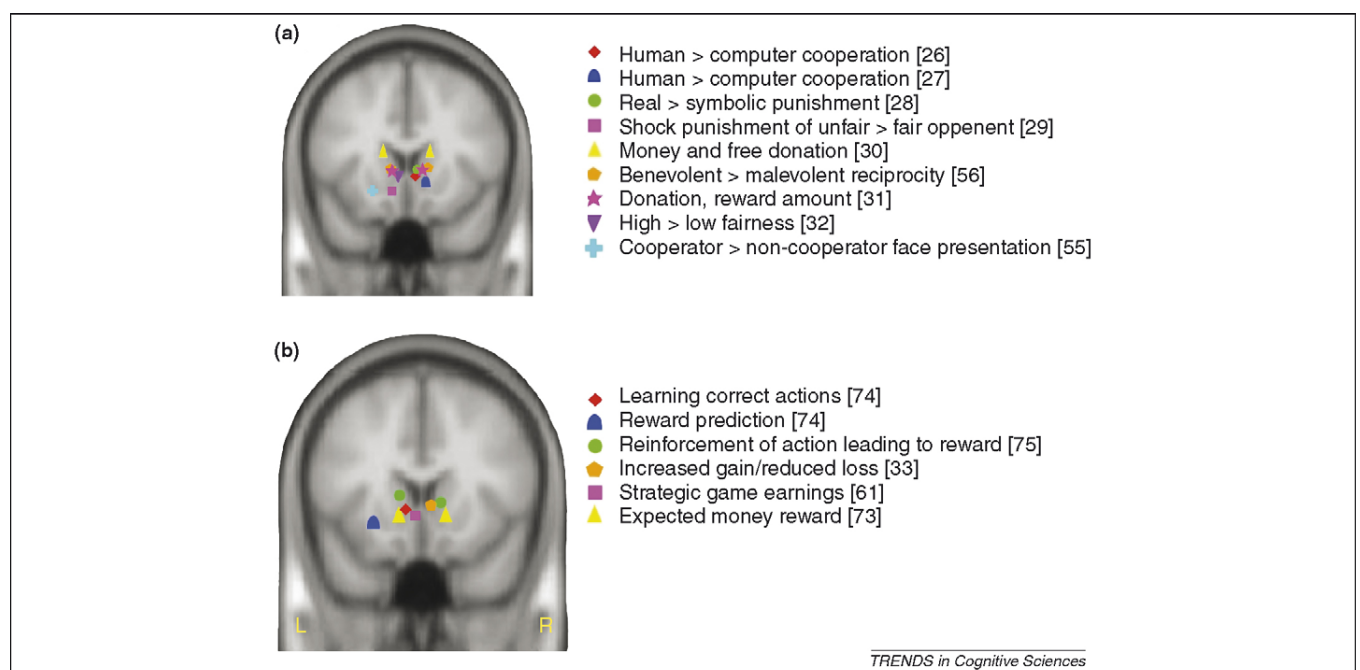 (a)
Human > computer cooperation [26]
Human > computer cooperation [27]
Real > symbolic punishment [28]
Shock punishment of unfair > fair oppenent [29]
Money and free donation [30]
Benevolent > malevolent reciprocity [56]
Donation, reward amount [31]
High > low fairness [32]
Cooperator > non-cooperator face presentation [55]
(b)
Learning correct actions [74]
Reward prediction [74]
Reinforcement of action leading to reward [75]
Increased gain/reduced loss [33]
Strategic game earnings [61]
Expected money reward [73]
L R
TRENDS in Cognitive Sciences